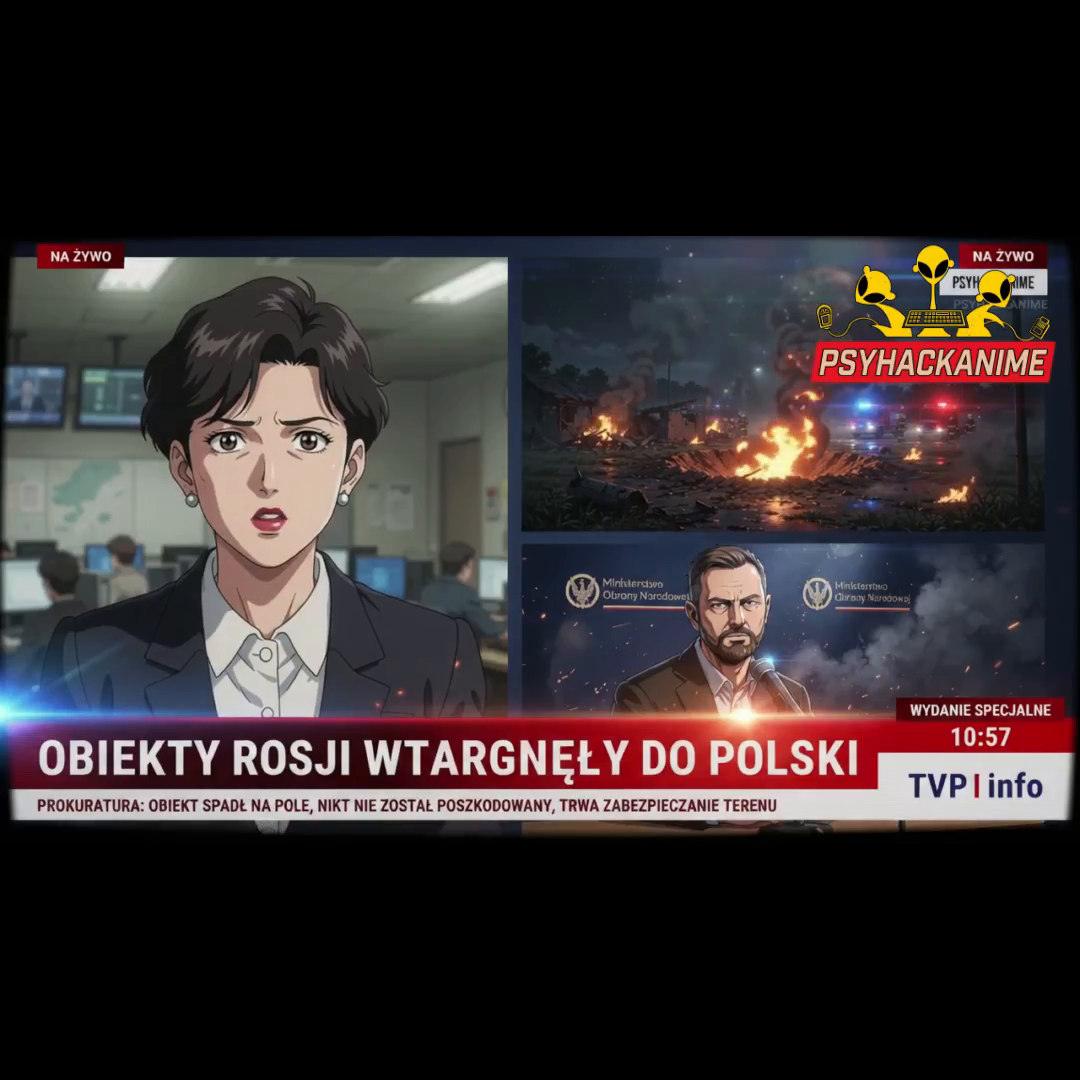 NA ŻYWO
NA ŻYWO
PSYHACKANIME
Ministerstwo
Obrony Narodowej
Ministerstwo
Obrony Narodowej
WYDANIE SPECJALNE
10:57
OBIEKTY ROSJI WTARGNĘŁY DO POLSKI
TVP info
PROKURATURA: OBIEKT SPADŁ NA POLE, NIKT NIE ZOSTAŁ POSZKODOWANY, TRWA ZABEZPIECZANIE TERENU